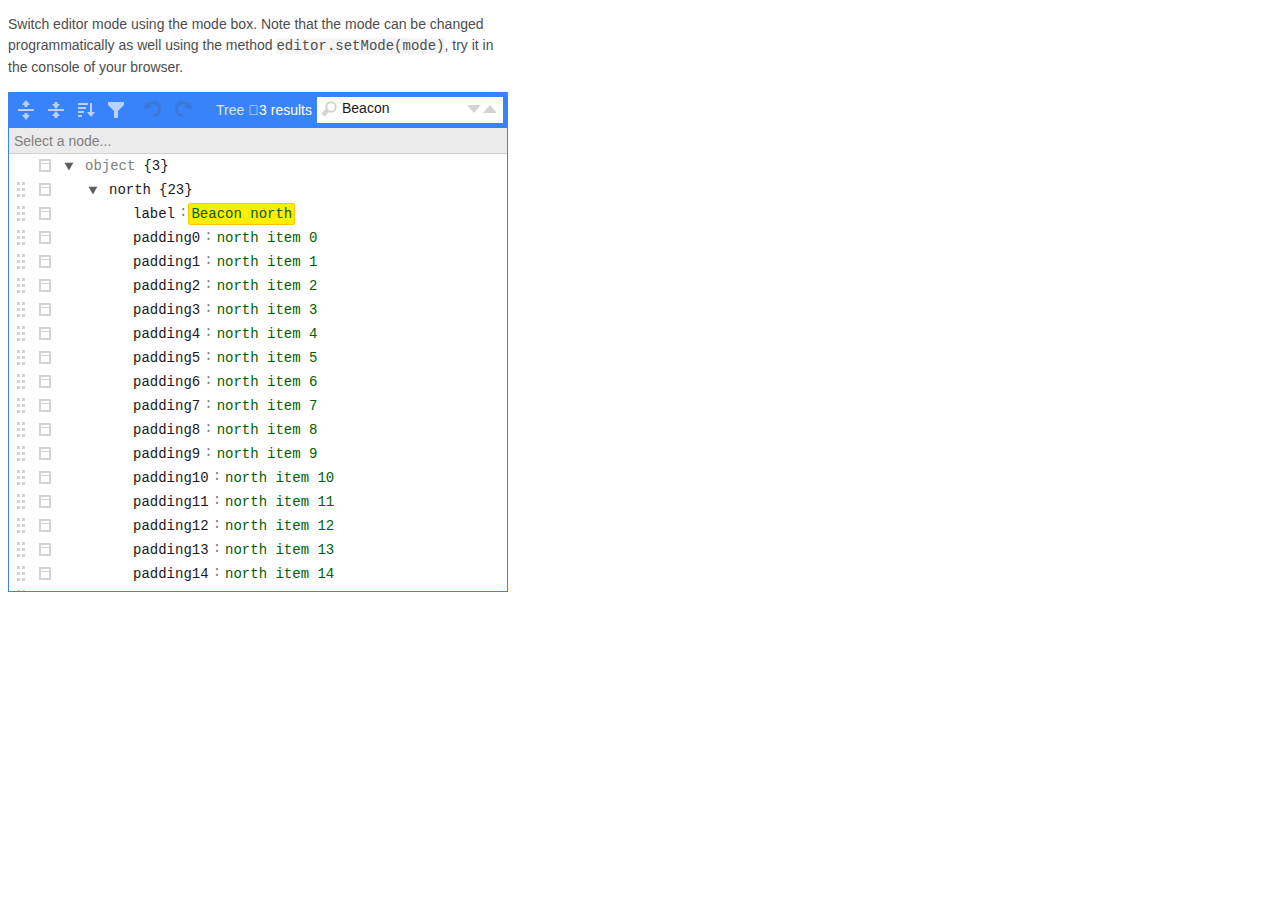 Switch editor mode using the mode box. Note that the mode can be changed
programmatically as well using the method editor.setMode(mode), try it in
the console of your browser.
Tree 3 results Beacon
Select a node...
object {3}
north {23}
label : Beacon north
padding0 : north item 0
padding1 : north item 1
padding2 : north item 2
padding3 : north item 3
padding4 : north item 4
padding5 : north item 5
padding6 : north item 6
padding7 : north item 7
padding8 : north item 8
padding9 : north item 9
padding10 : north item 10
padding11 : north item 11
padding12 : north item 12
padding13 : north item 13
padding14 : north item 14